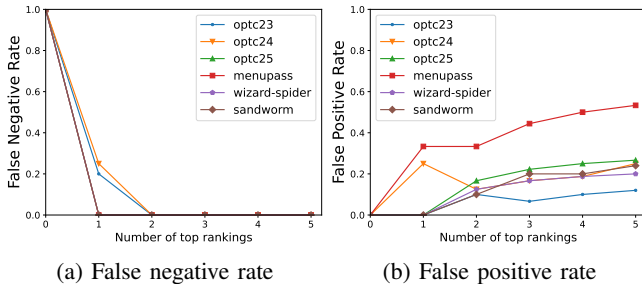 1.0
0.8
0.6
0.4
0.2
0.0
False Negative Rate
optc23
optc24
optc25
menupass
wizard-spider
sandworm
0 1 2 3 4 5
Number of top rankings
(a) False negative rate
1.0
0.8
0.6
0.4
0.2
0.0
False Positive Rate
optc23
optc24
optc25
menupass
wizard-spider
sandworm
0 1 2 3 4 5
Number of top rankings
(b) False positive rate